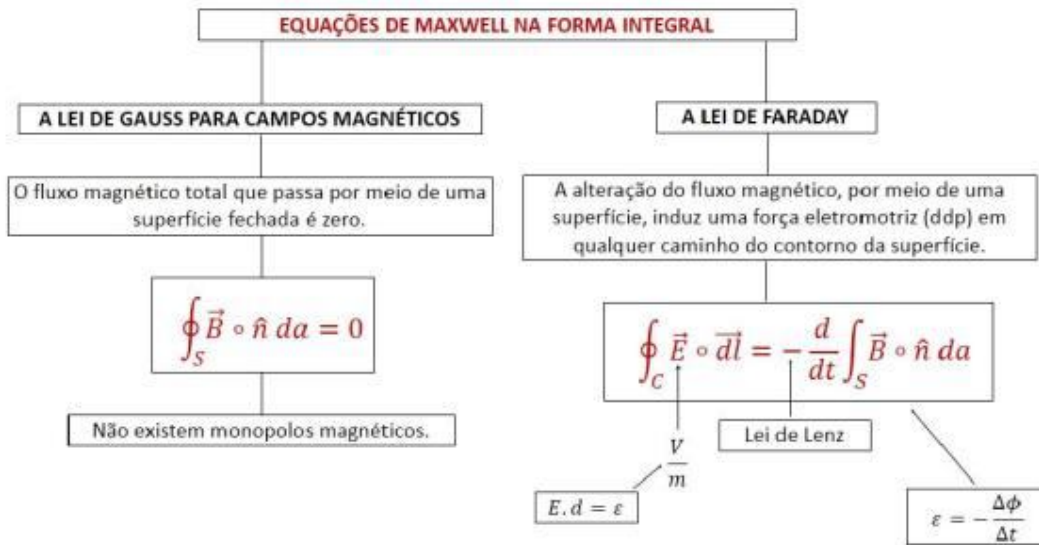 EQUAÇÕES DE MAXWELL NA FORMA INTEGRAL
A LEI DE GAUSS PARA CAMPOS MAGNÉTICOS
O fluxo magnético total que passa por meio de uma
superfície fechada é zero.
∮_S B⃗ ∘ n̂ da = 0
Não existem monopolos magnéticos.
A LEI DE FARADAY
A alteração do fluxo magnético, por meio de uma
superfície, induz uma força eletromotriz (ddp) em
qualquer caminho do contorno da superfície.
∮_C E⃗ ∘ dl⃗ = − d/dt ∫_S B⃗ ∘ n̂ da
Lei de Lenz
V/m
E.d = ε
ε = − Δϕ/Δt